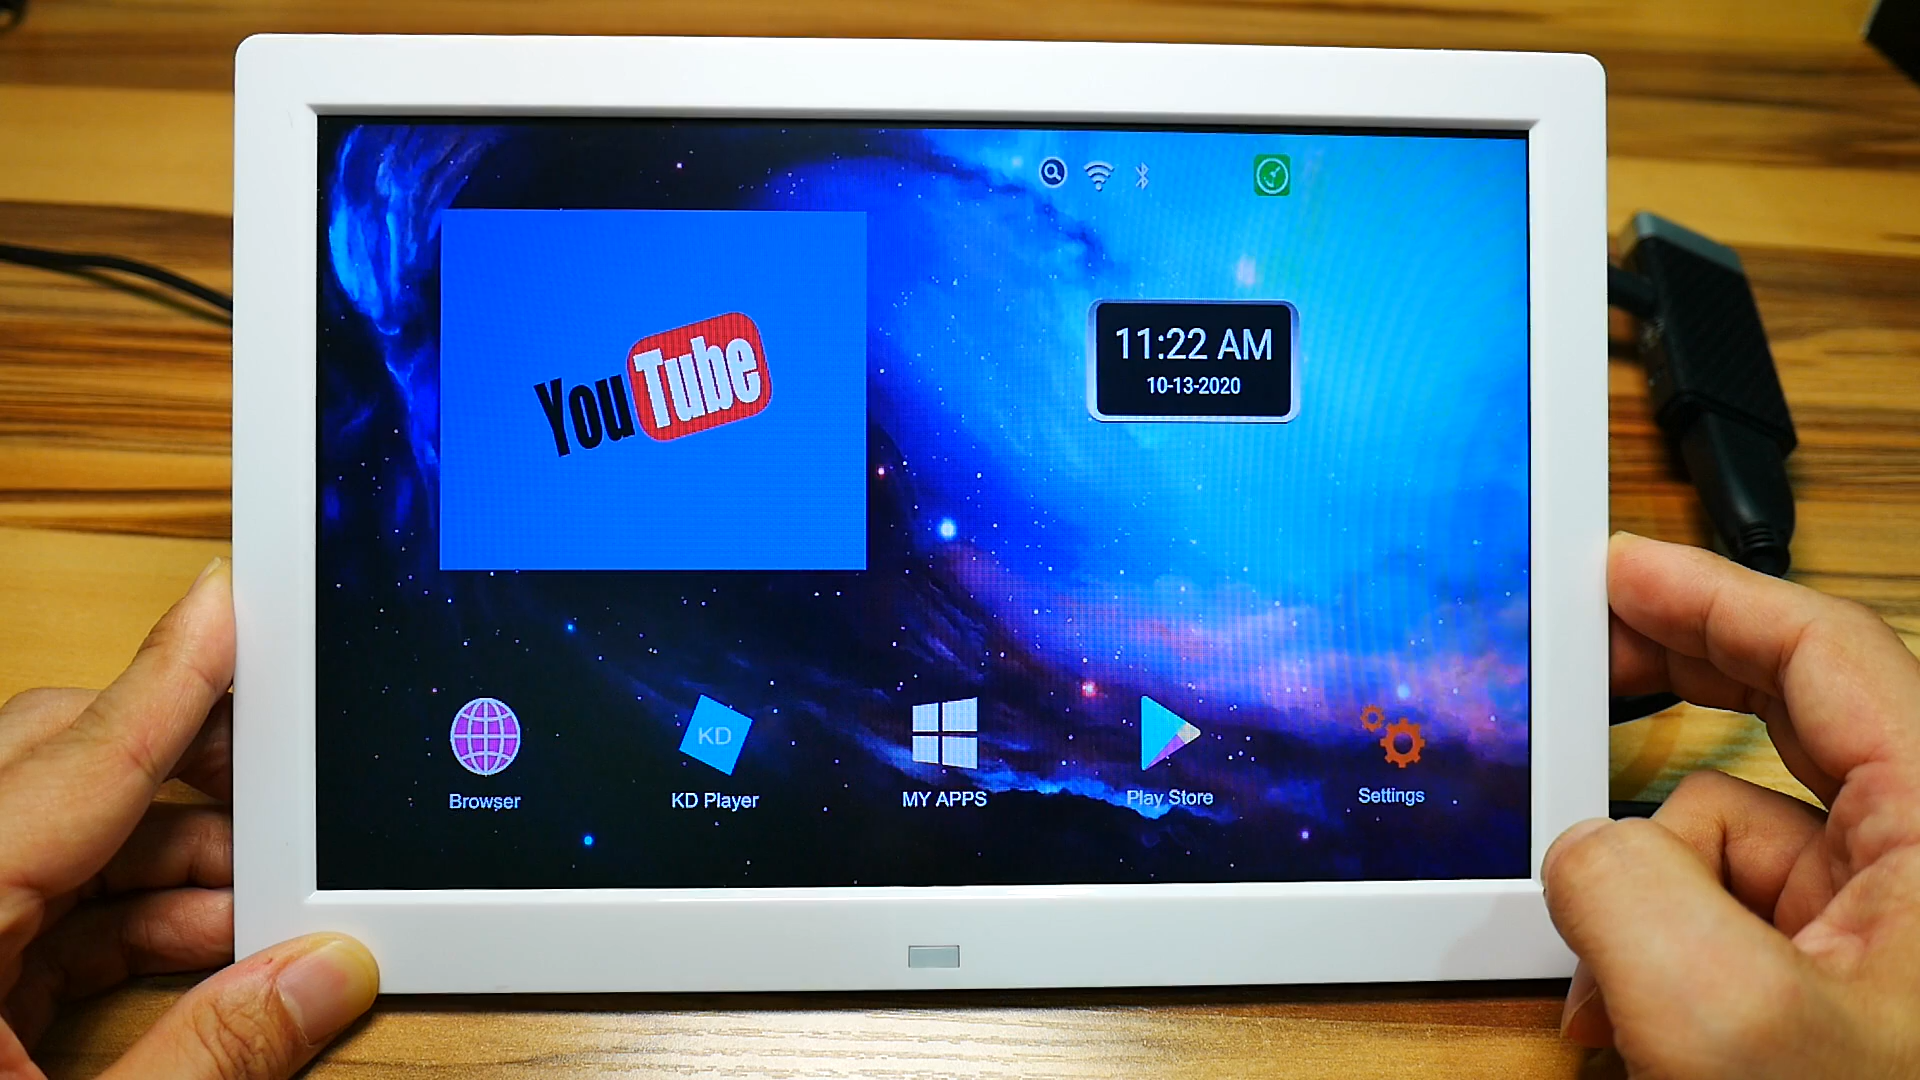 YouTube
11:22 AM
10-13-2020
Browser
KD
KD Player
MY APPS
Play Store
Settings